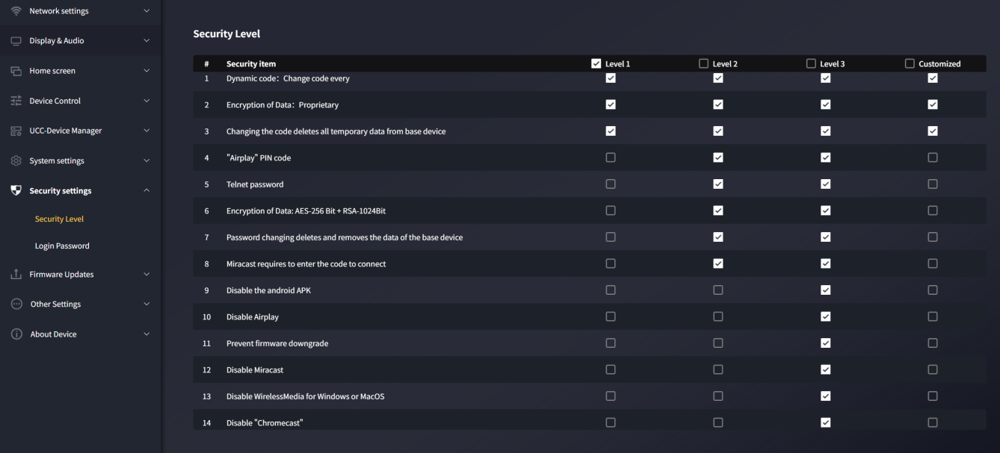 Network settings
Display & Audio
Home screen
Device Control
UCC-Device Manager
System settings
Security settings
Security Level
Login Password
Firmware Updates
Other Settings
About Device
Security Level
# Security item Level 1 Level 2 Level 3 Customized
1 Dynamic code：Change code every
2 Encryption of Data：Proprietary
3 Changing the code deletes all temporary data from base device
4 "Airplay" PIN code
5 Telnet password
6 Encryption of Data: AES-256 Bit + RSA-1024Bit
7 Password changing deletes and removes the data of the base device
8 Miracast requires to enter the code to connect
9 Disable the android APK
10 Disable Airplay
11 Prevent firmware downgrade
12 Disable Miracast
13 Disable WirelessMedia for Windows or MacOS
14 Disable "Chromecast"